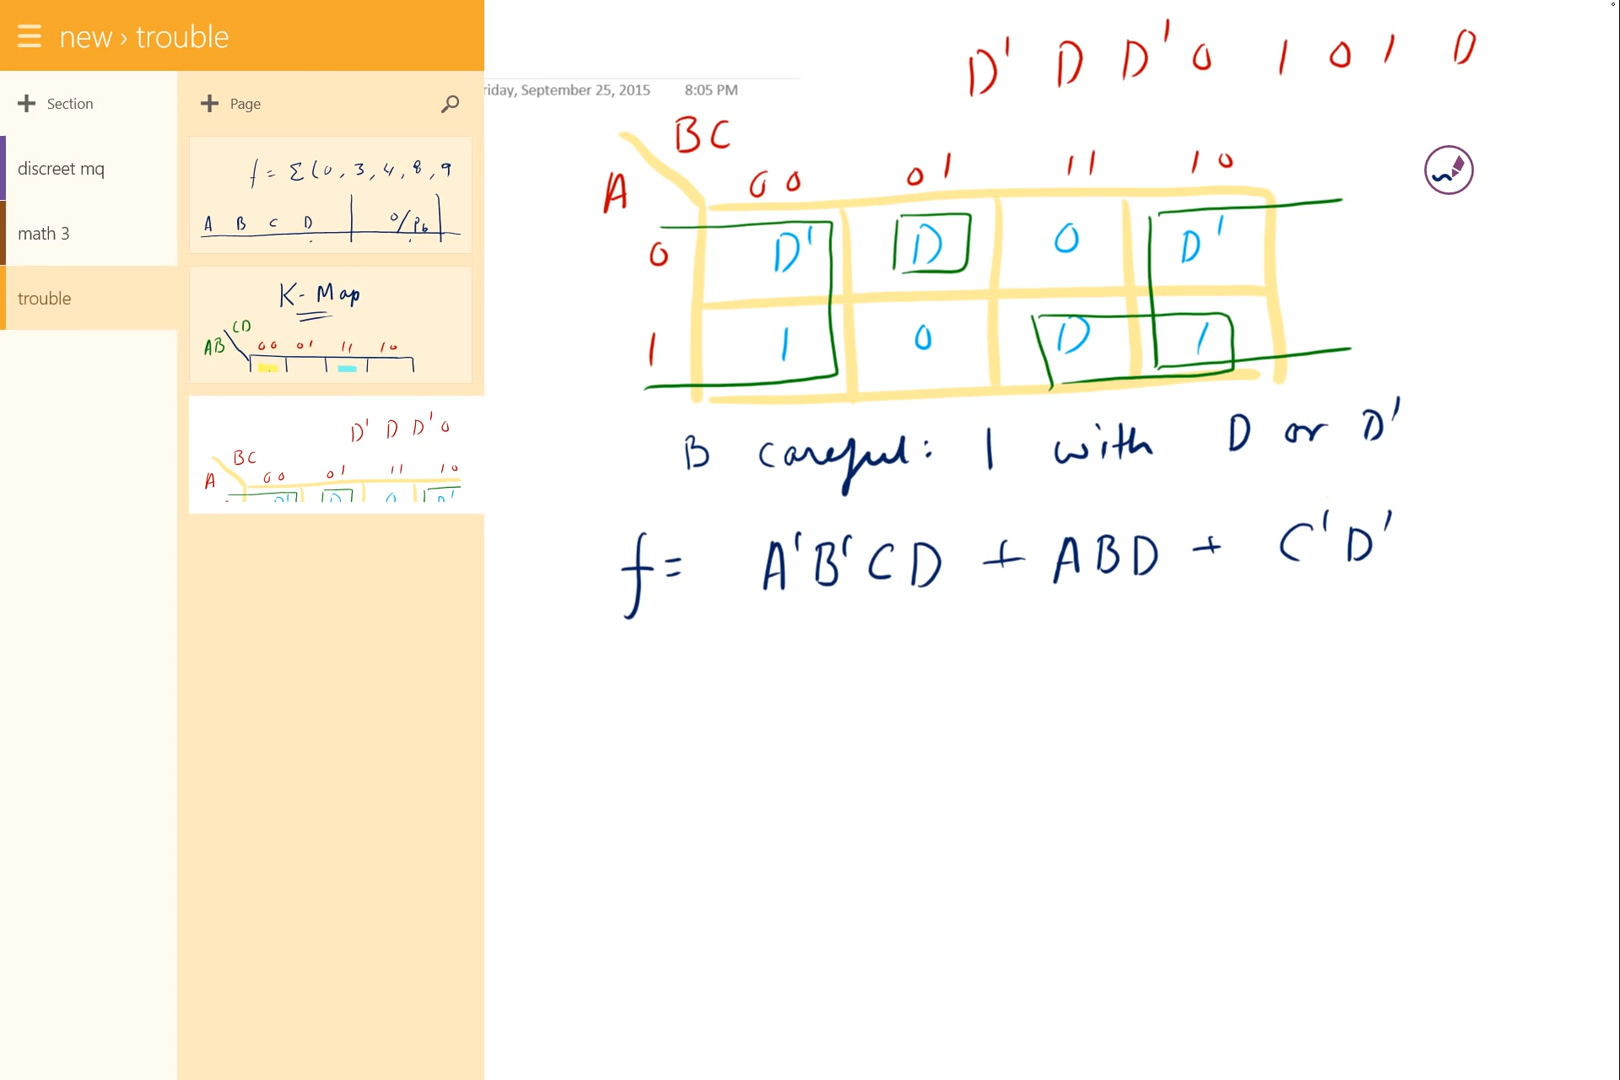 new › trouble
+ Section
discreet mq
math 3
trouble
+ Page
f = Σ(0, 3, 4, 8, 9
A B C D
K- Map
CD
AB
00 01 11 10
D' D D' 0
BC
A
00 01 11 10
D' D 0 D'
riday, September 25, 2015 8:05 PM
D' D D' 0 1 0 1 D
BC
A
00 01 11 10
0 D' D 0 D'
1 1 0 D 1
B careful: 1 with D or D'
f = A'B'CD + ABD + C'D'